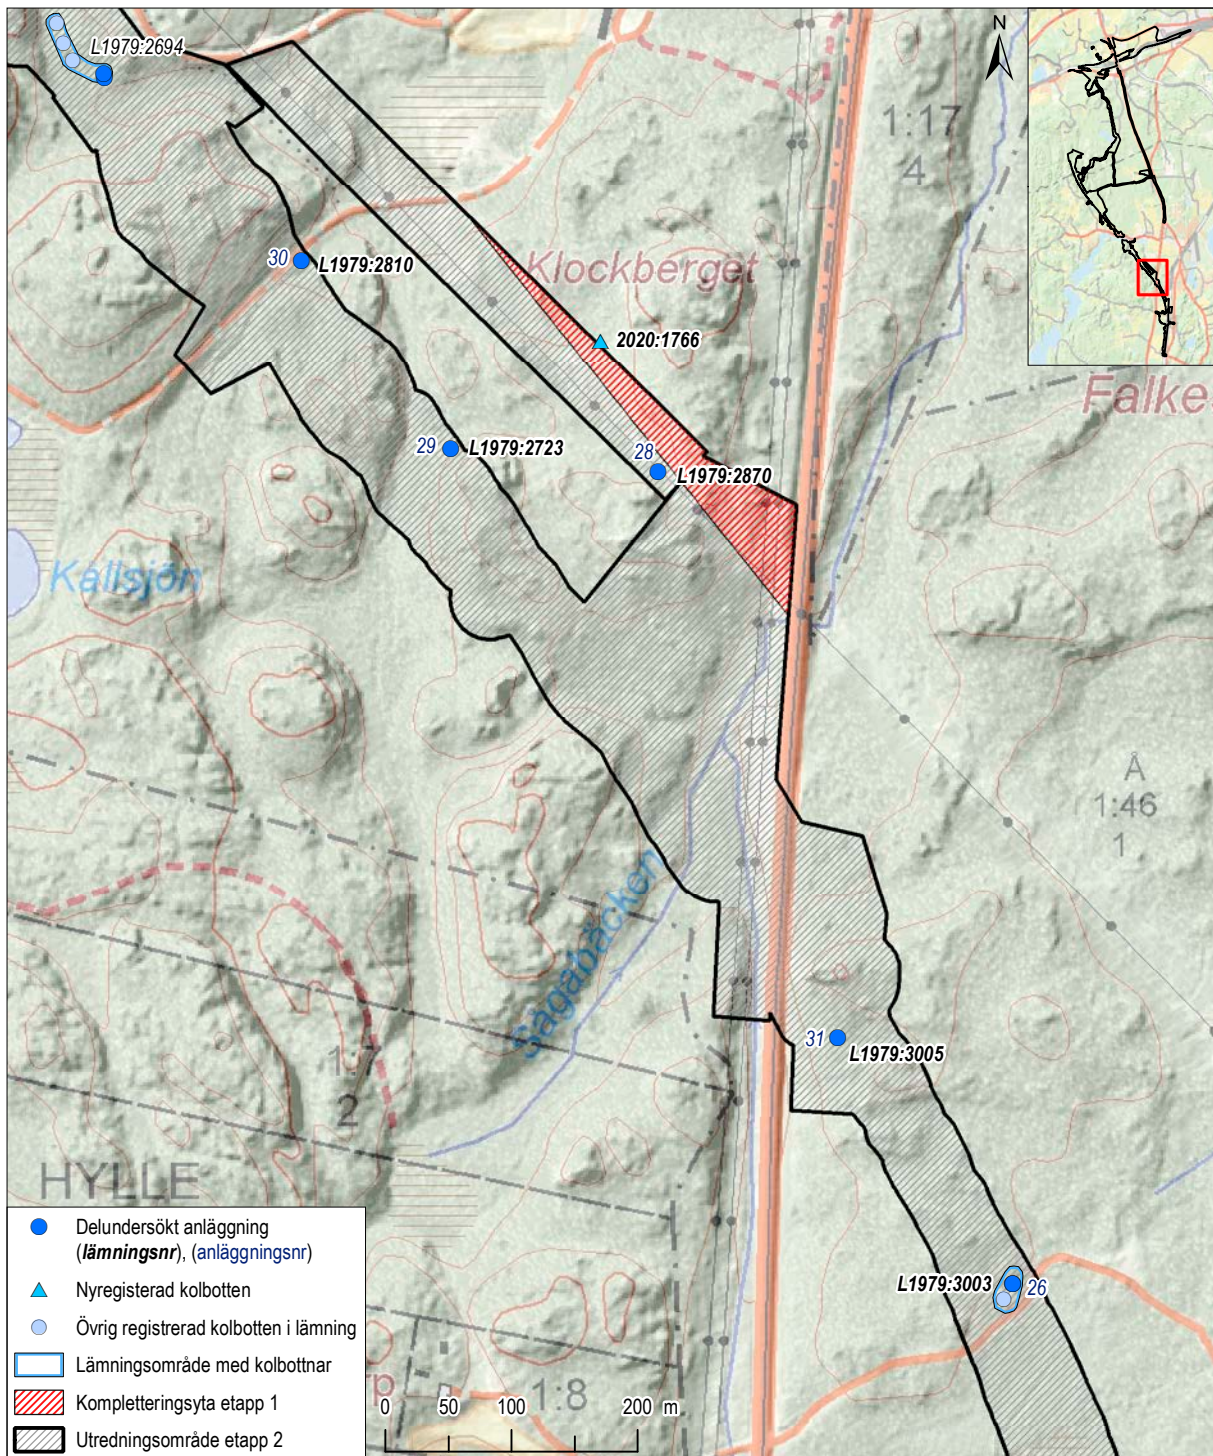 L1979:2694
N
1:17
4
30
L1979:2810
Klockberget
2020:1766
Falke
29
L1979:2723
28
L1979:2870
Kallsjön
Å
1:46
1
Sågabäcken
31
L1979:3005
1:7
2
HYLLE
L1979:3003
26
Delundersökt anläggning
(lämningsnr), (anläggningsnr)
Nyregistrerad kolbotten
Övrig registrerad kolbotten i lämning
Lämningsområde med kolbottnar
Kompletteringsyta etapp 1
Utredningsområde etapp 2
1:8
0 50 100 200 m